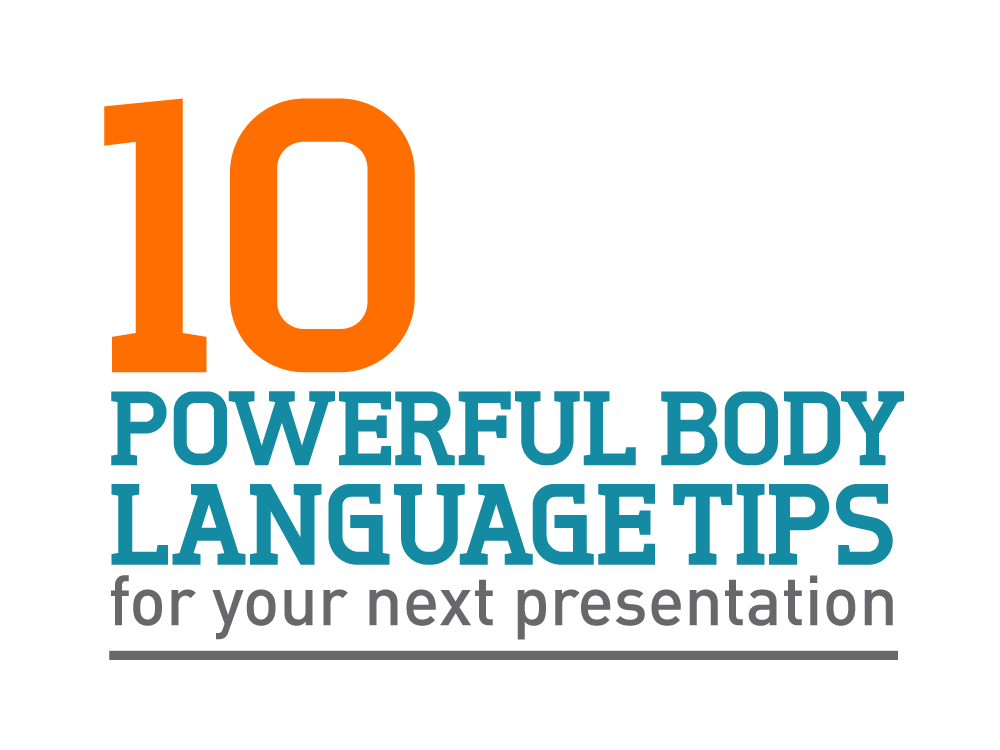 10
POWERFUL BODY
LANGUAGE TIPS
for your next presentation